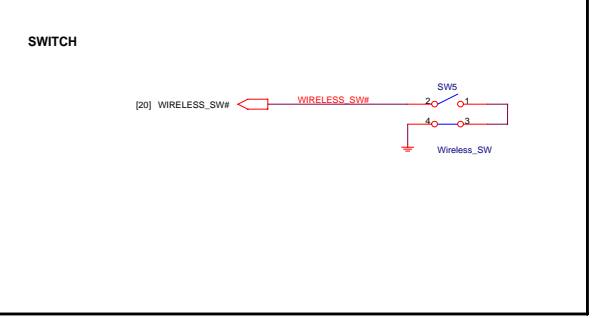 SWITCH
SW5
[20] WIRELESS_SW# WIRELESS_SW# 2 1
4 3
Wireless_SW